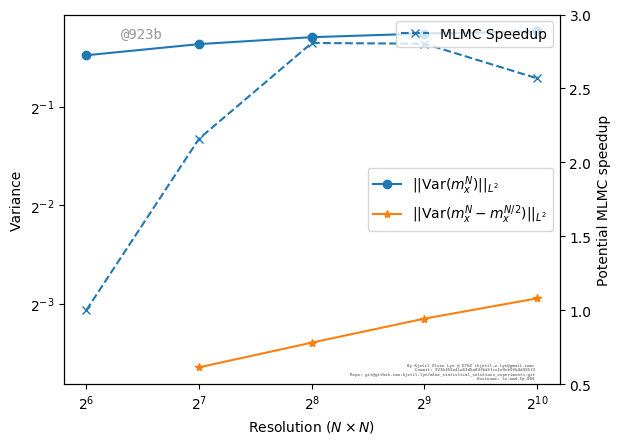 @923b
MLMC Speedup
||Var(m_x^N)||_{L^2}
||Var(m_x^N − m_x^{N/2})||_{L^2}
Variance
2^{-1}
2^{-2}
2^{-3}
3.0
2.5
2.0
1.5
1.0
0.5
Potential MLMC speedup
2^6 2^7 2^8 2^9 2^{10}
Resolution (N × N)